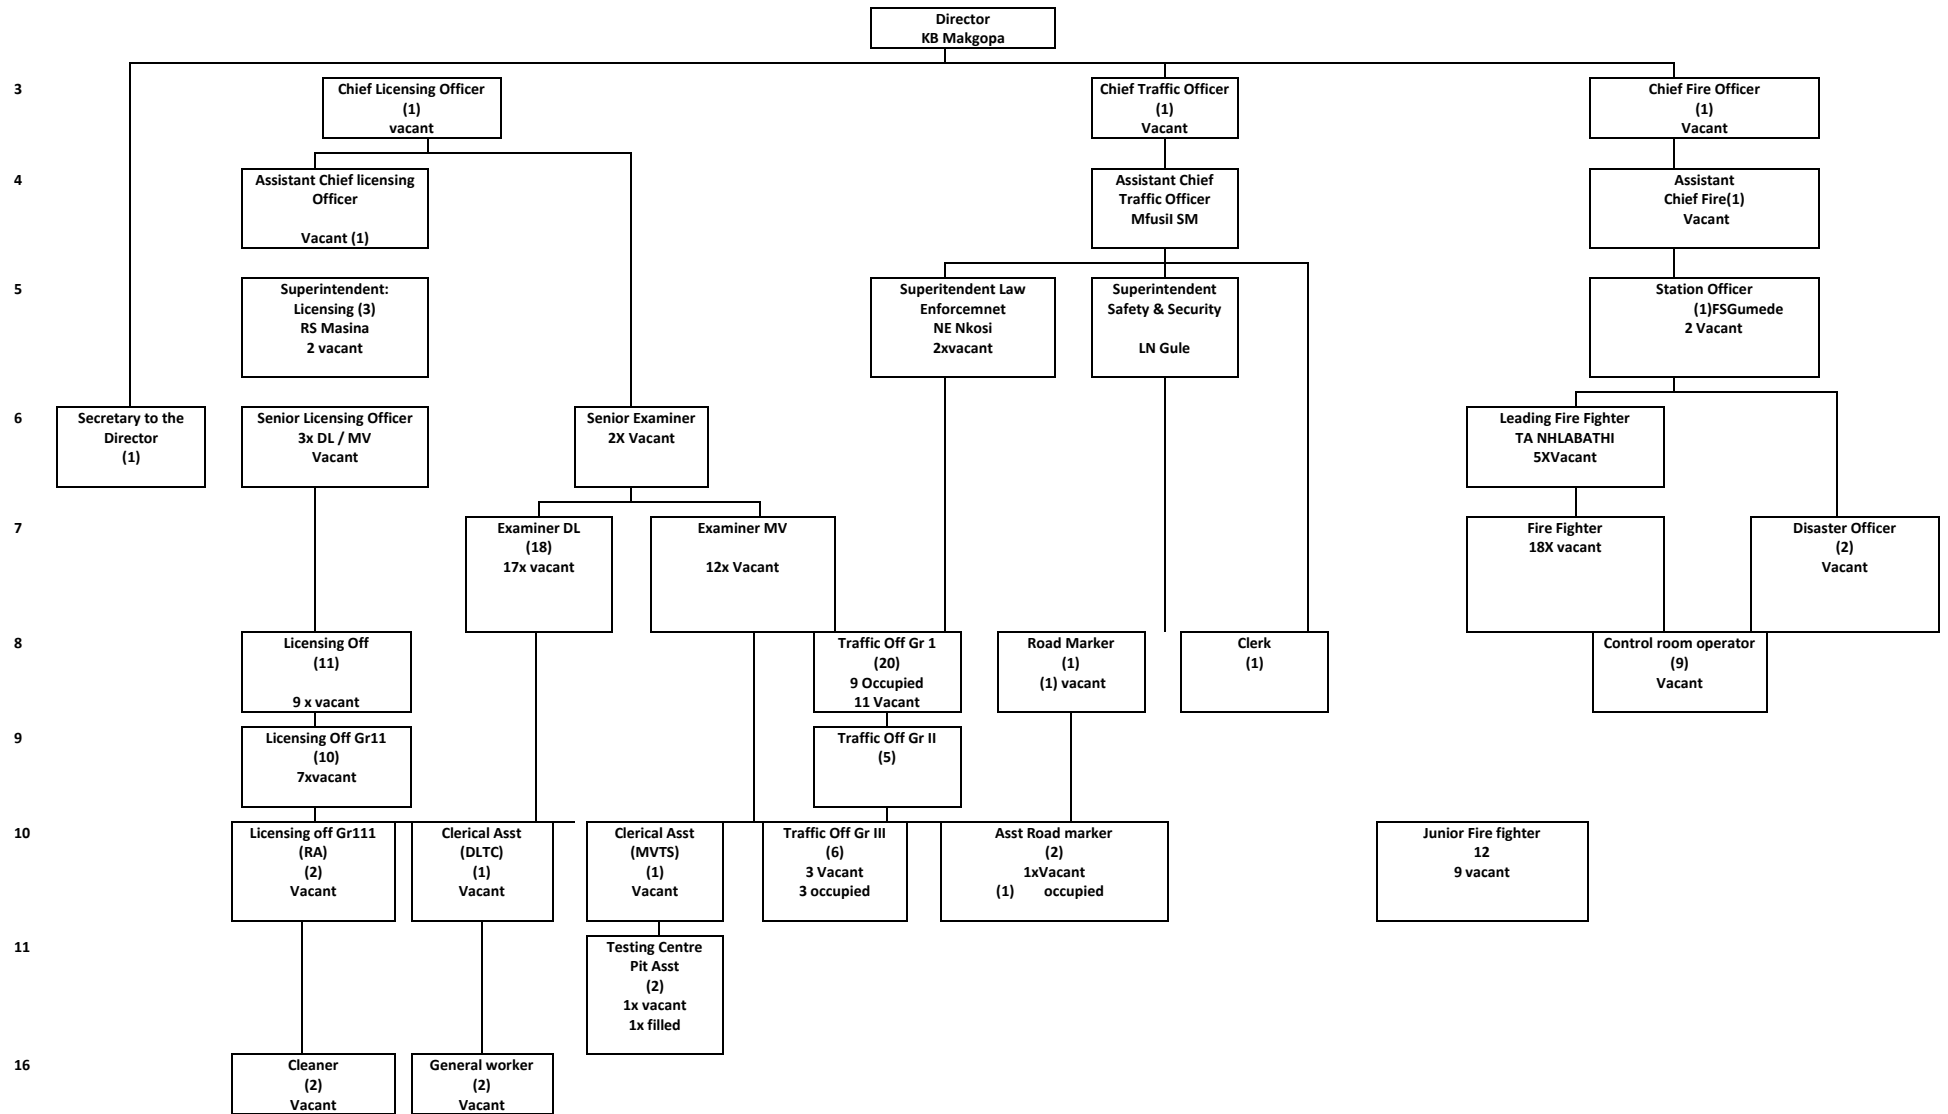 Director
KB Makgopa
3
Chief Licensing Officer
(1)
vacant
Chief Traffic Officer
(1)
Vacant
Chief Fire Officer
(1)
Vacant
4
Assistant Chief licensing
Officer
Vacant (1)
Assistant Chief
Traffic Officer
MfusiI SM
Assistant
Chief Fire(1)
Vacant
5
Superintendent:
Licensing (3)
RS Masina
2 vacant
Superitendent Law
Enforcemnet
NE Nkosi
2xvacant
Superintendent
Safety & Security
LN Gule
Station Officer
(1)FSGumede
2 Vacant
6
Secretary to the
Director
(1)
Senior Licensing Officer
3x DL / MV
Vacant
Senior Examiner
2X Vacant
Leading Fire Fighter
TA NHLABATHI
5XVacant
7
Examiner DL
(18)
17x vacant
Examiner MV
12x Vacant
Fire Fighter
18X vacant
Disaster Officer
(2)
Vacant
8
Licensing Off
(11)
9 x vacant
Traffic Off Gr 1
(20)
9 Occupied
11 Vacant
Road Marker
(1)
(1) vacant
Clerk
(1)
Control room operator
(9)
Vacant
9
Licensing Off Gr11
(10)
7xvacant
Traffic Off Gr II
(5)
10
Licensing off Gr111
(RA)
(2)
Vacant
Clerical Asst
(DLTC)
(1)
Vacant
Clerical Asst
(MVTS)
(1)
Vacant
Traffic Off Gr III
(6)
3 Vacant
3 occupied
Asst Road marker
(2)
1xVacant
(1) occupied
Junior Fire fighter
12
9 vacant
11
Testing Centre
Pit Asst
(2)
1x vacant
1x filled
16
Cleaner
(2)
Vacant
General worker
(2)
Vacant